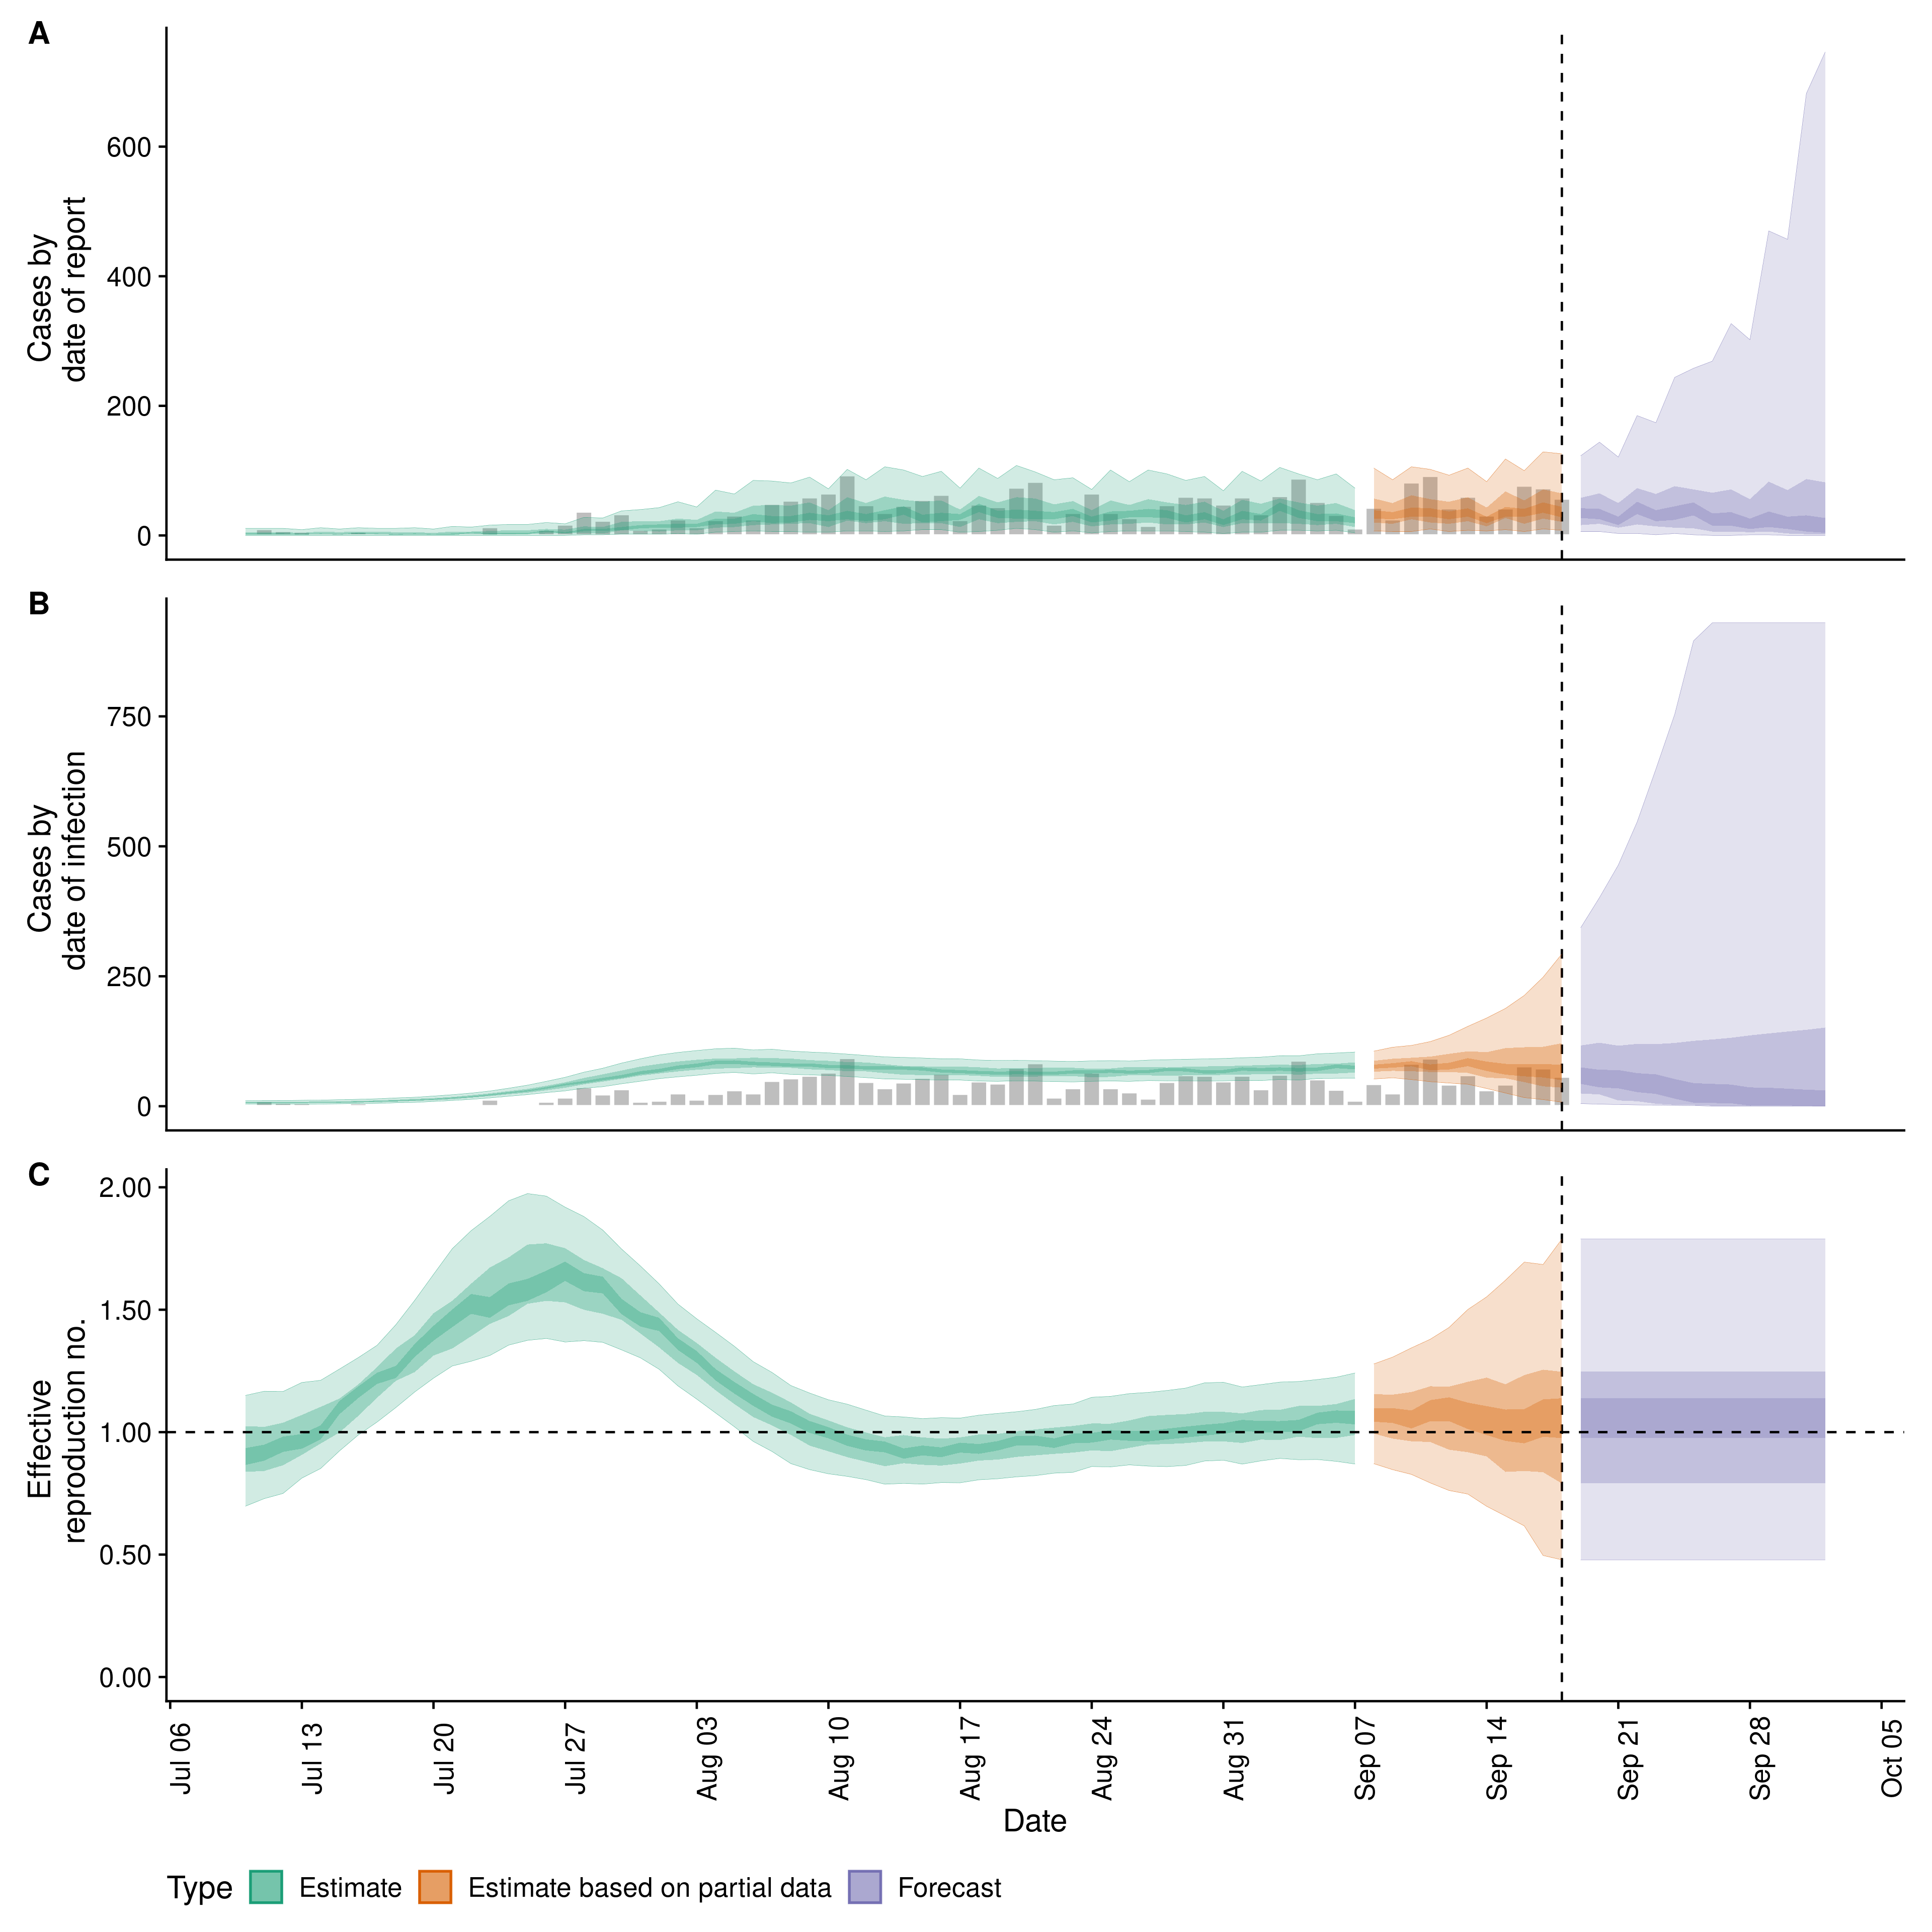 A
Cases by
date of report
600
400
200
0
B
Cases by
date of infection
750
500
250
0
C
Effective
reproduction no.
2.00
1.50
1.00
0.50
0.00
Jul 06
Jul 13
Jul 20
Jul 27
Aug 03
Aug 10
Aug 17
Aug 24
Aug 31
Sep 07
Sep 14
Sep 21
Sep 28
Oct 05
Date
Type Estimate Estimate based on partial data Forecast